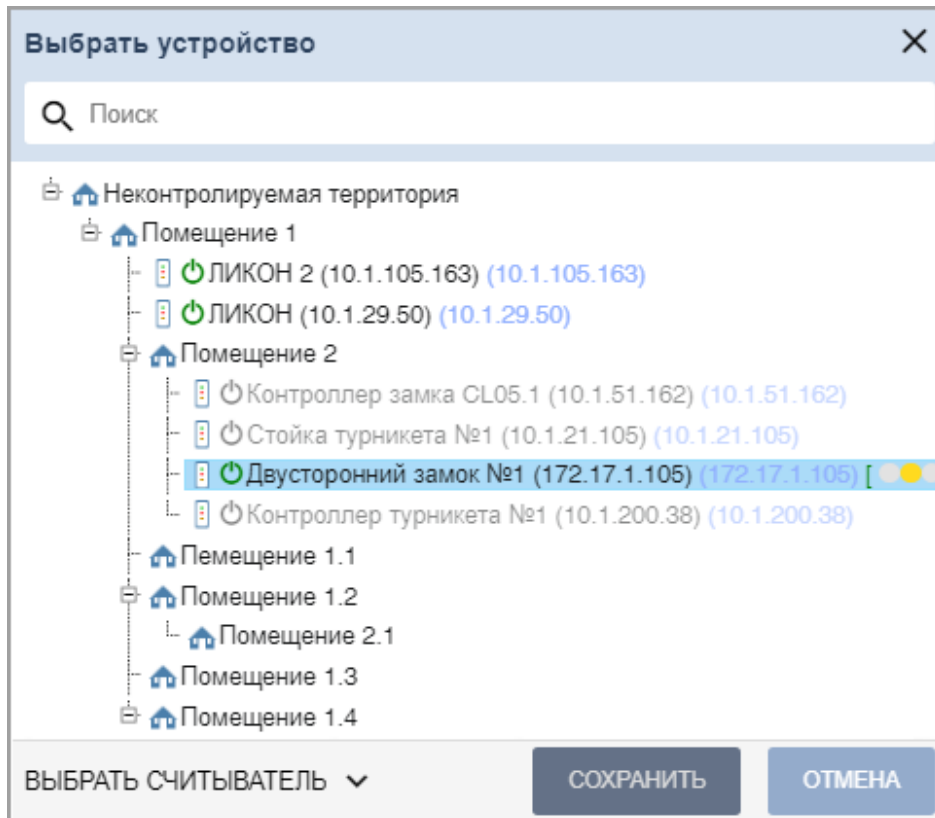 Выбрать устройство
Поиск
Неконтролируемая территория
Помещение 1
ЛИКОН 2 (10.1.105.163) (10.1.105.163)
ЛИКОН (10.1.29.50) (10.1.29.50)
Помещение 2
Контроллер замка CL05.1 (10.1.51.162) (10.1.51.162)
Стойка турникета №1 (10.1.21.105) (10.1.21.105)
Двусторонний замок №1 (172.17.1.105) (172.17.1.105) [
Контроллер турникета №1 (10.1.200.38) (10.1.200.38)
Пемещение 1.1
Помещение 1.2
Помещение 2.1
Помещение 1.3
Помещение 1.4
ВЫБРАТЬ СЧИТЫВАТЕЛЬ СОХРАНИТЬ ОТМЕНА